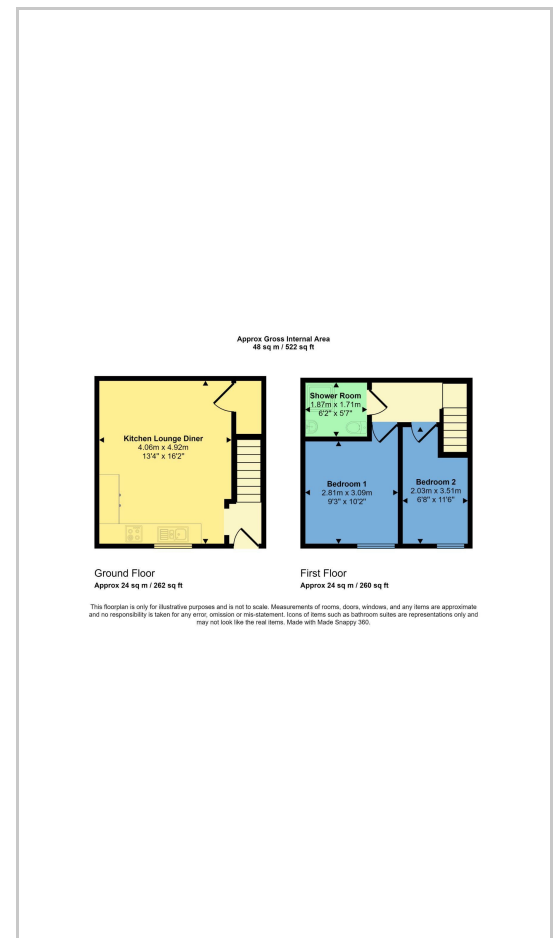 Approx Gross Internal Area
48 sq m / 522 sq ft
Kitchen Lounge Diner
4.06m x 4.92m
13'4" x 16'2"
Shower Room
1.87m x 1.71m
6'2" x 5'7"
Bedroom 1
2.81m x 3.09m
9'3" x 10'2"
Bedroom 2
2.03m x 3.51m
6'8" x 11'6"
Ground Floor
Approx 24 sq m / 262 sq ft
First Floor
Approx 24 sq m / 260 sq ft
This floorplan is only for illustrative purposes and is not to scale. Measurements of rooms, doors, windows, and any items are approximate
and no responsibility is taken for any error, omission or mis-statement. Icons of items such as bathroom suites are representations only and
may not look like the real items. Made with Made Snappy 360.